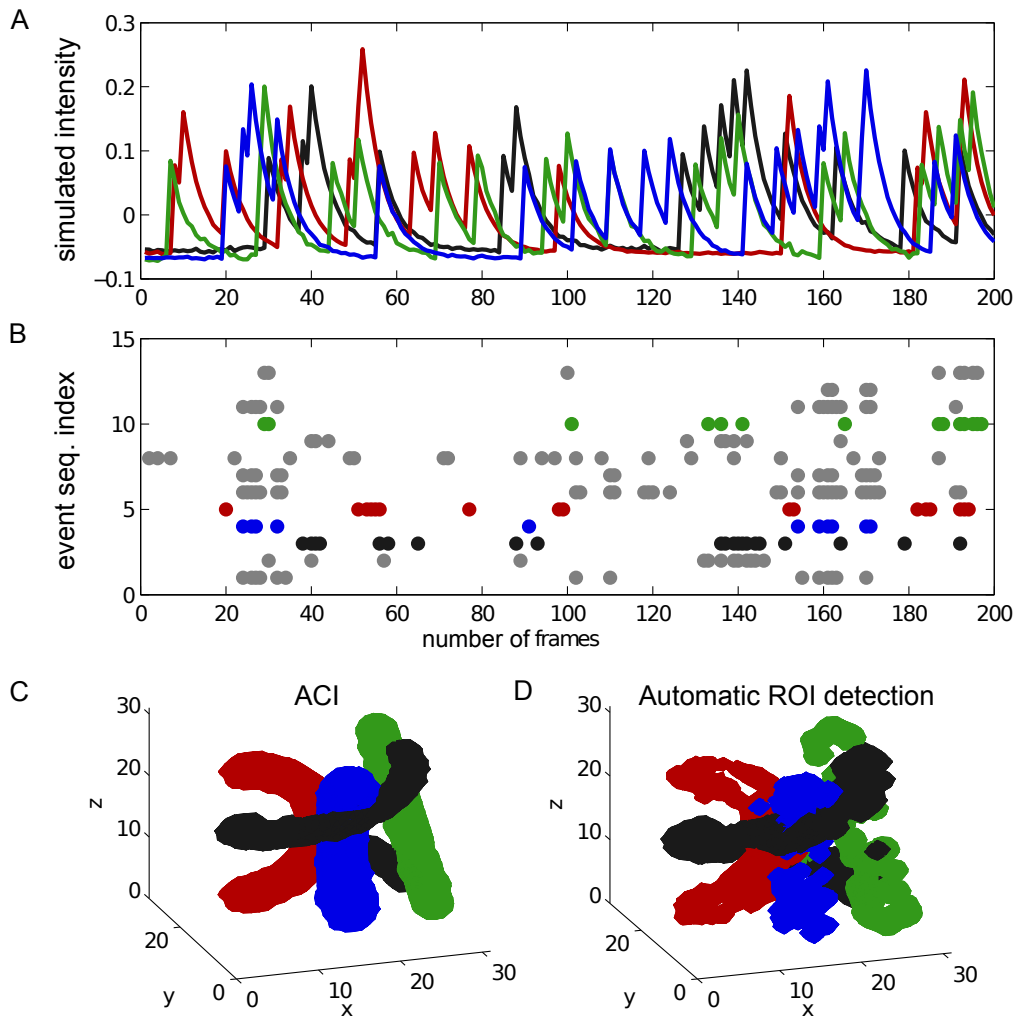 A
simulated intensity
0.3
0.2
0.1
0
−0.1
0 20 40 60 80 100 120 140 160 180 200
B
event seq. index
15
10
5
0
0 20 40 60 80 100 120 140 160 180 200
number of frames
C ACI
30
20
10
0
z
20
0
y
0 10 20 30
x
D Automatic ROI detection
30
20
10
0
z
20
0
y
0 10 20 30
x